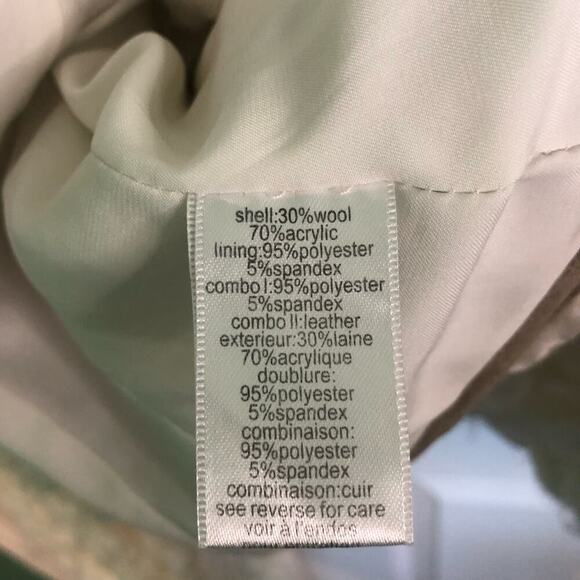 shell:30%wool
70%acrylic
lining:95%polyester
5%spandex
combo I:95%polyester
5%spandex
combo II:leather
exterieur:30%laine
70%acrylique
doublure:
95%polyester
5%spandex
combinaison:
95%polyester
5%spandex
combinaison:cuir
see reverse for care
voir à l'endos